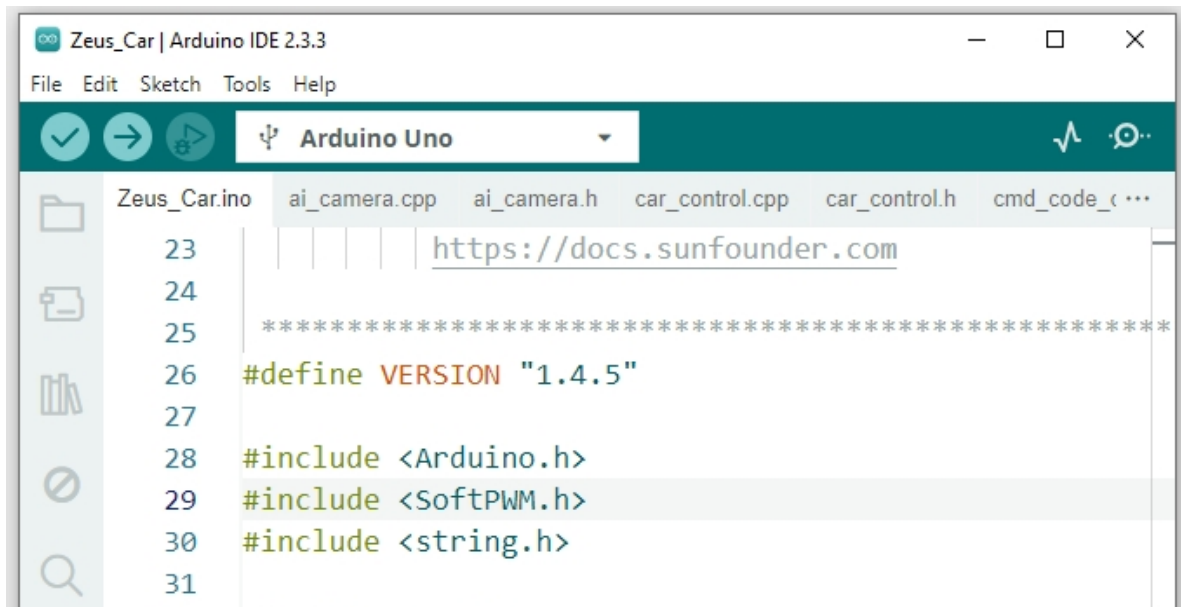 Zeus_Car | Arduino IDE 2.3.3
File Edit Sketch Tools Help
Arduino Uno
Zeus_Car.ino ai_camera.cpp ai_camera.h car_control.cpp car_control.h cmd_code_c ...
23 https://docs.sunfounder.com
24
25 *****************************************************
26 #define VERSION "1.4.5"
27
28 #include <Arduino.h>
29 #include <SoftPWM.h>
30 #include <string.h>
31